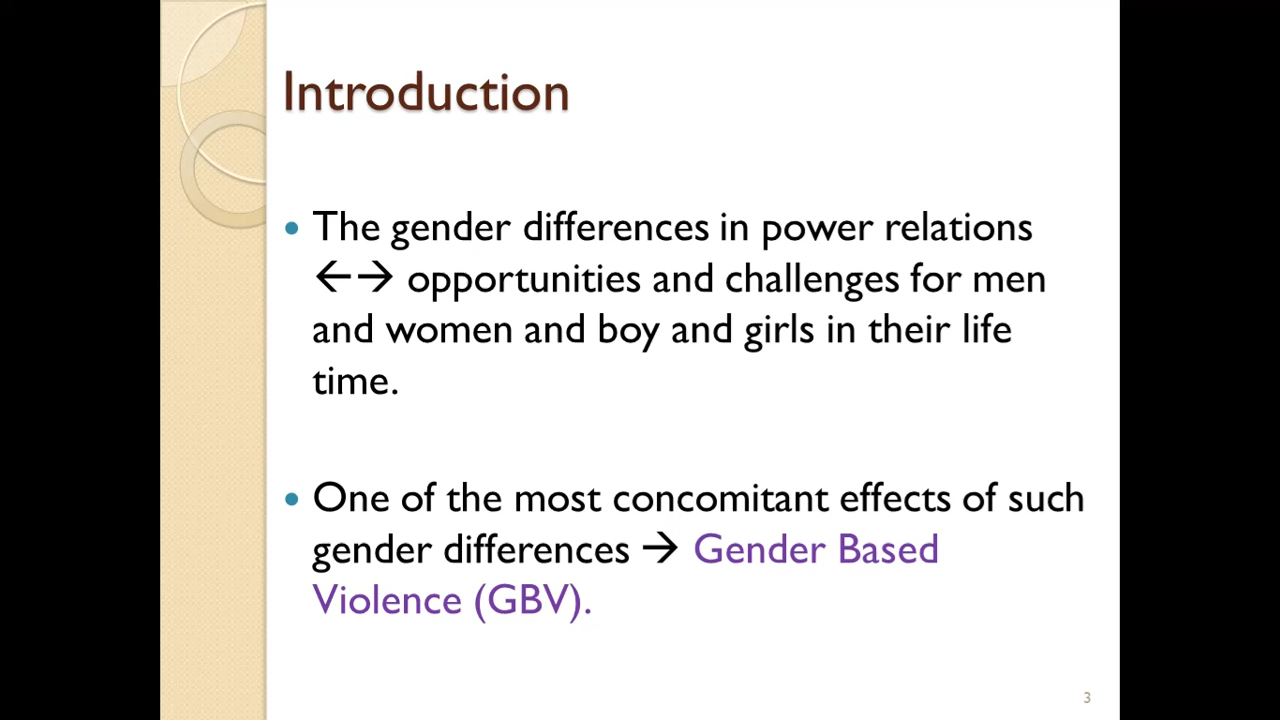 Introduction
• The gender differences in power relations
←→ opportunities and challenges for men
and women and boy and girls in their life
time.
• One of the most concomitant effects of such
gender differences → Gender Based
Violence (GBV).
3